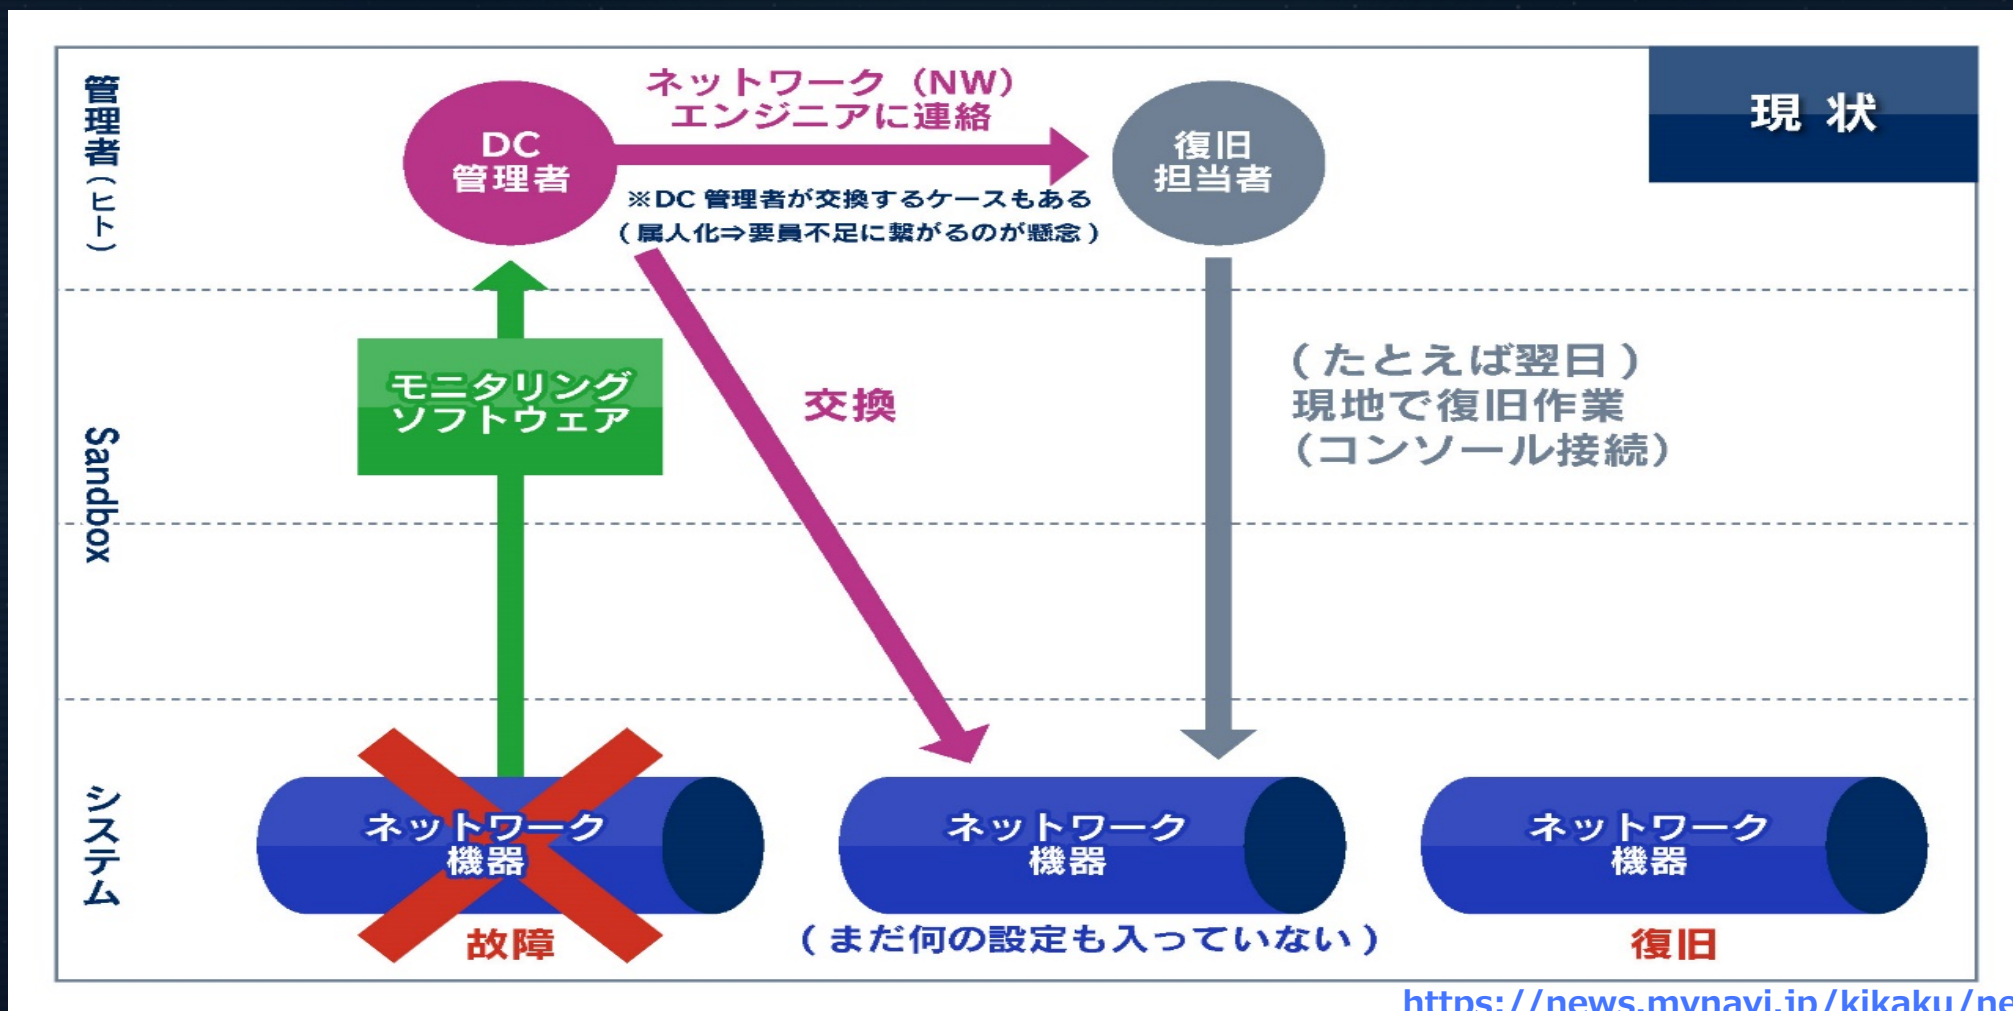 現 状
管理者（ヒト）
DC
管理者
ネットワーク（NW）
エンジニアに連絡
※DC 管理者が交換するケースもある
（属人化⇒要員不足に繋がるのが懸念）
復旧
担当者
Sandbox
モニタリング
ソフトウェア
交換
（たとえば翌日）
現地で復旧作業
（コンソール接続）
システム
ネットワーク
機器
故障
ネットワーク
機器
（まだ何の設定も入っていない）
ネットワーク
機器
復旧
https://news.mynavi.jp/kikaku/ne